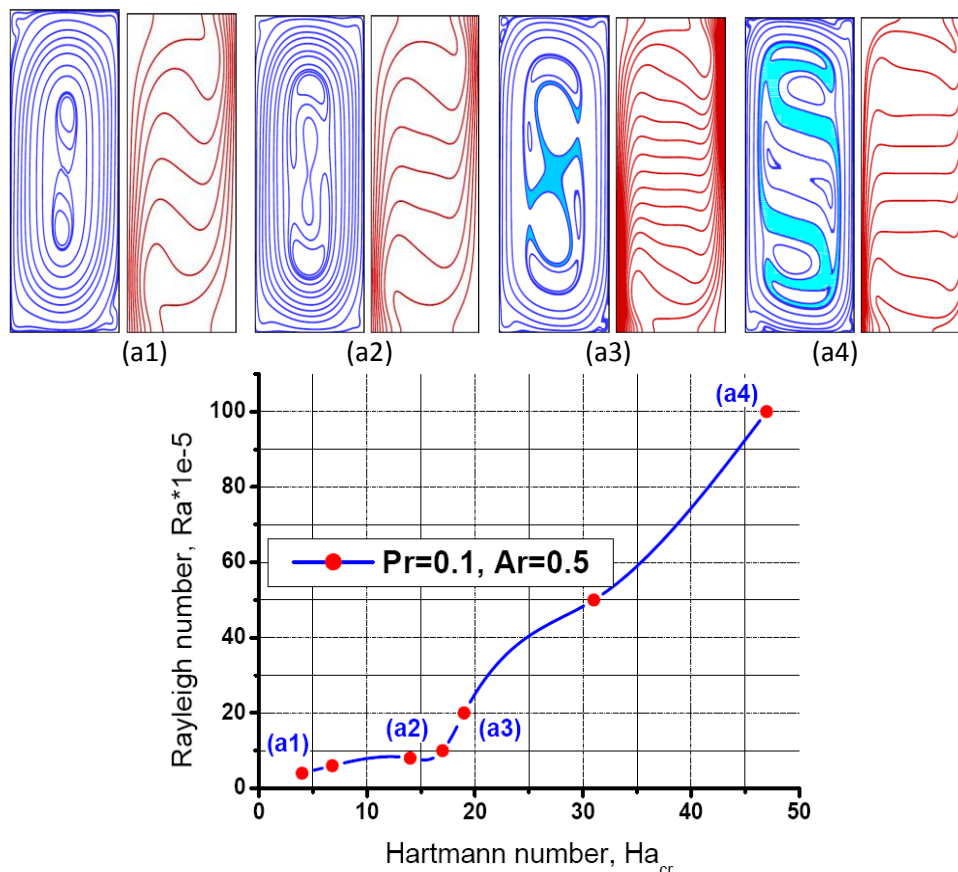 (a1) (a2) (a3) (a4)
Rayleigh number, Ra*1e-5
100
80
60
40
20
0
(a4)
Pr=0.1, Ar=0.5
(a1) (a2) (a3)
0 10 20 30 40 50
Hartmann number, Ha_cr